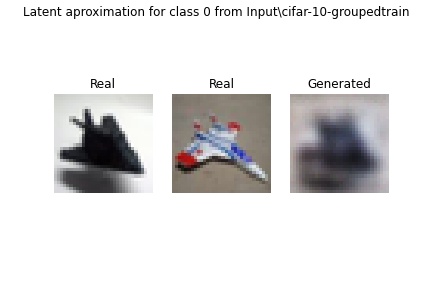 Latent aproximation for class 0 from Input\cifar-10-groupedtrain
Real
Real
Generated